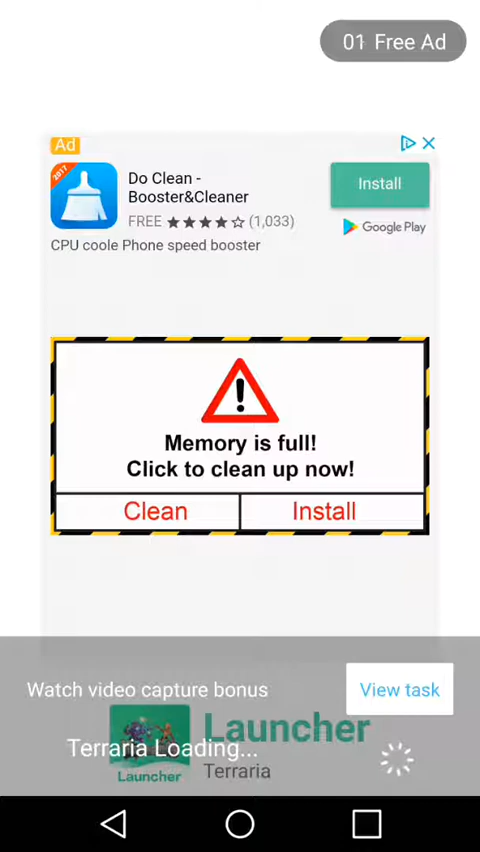 01 Free Ad
Ad
2017
Do Clean -
Booster&Cleaner
Install
FREE ★★★★☆ (1,033)
Google Play
CPU coole Phone speed booster
Memory is full!
Click to clean up now!
Clean Install
Watch video capture bonus
View task
Launcher
Terraria Loading...
Terraria
Launcher